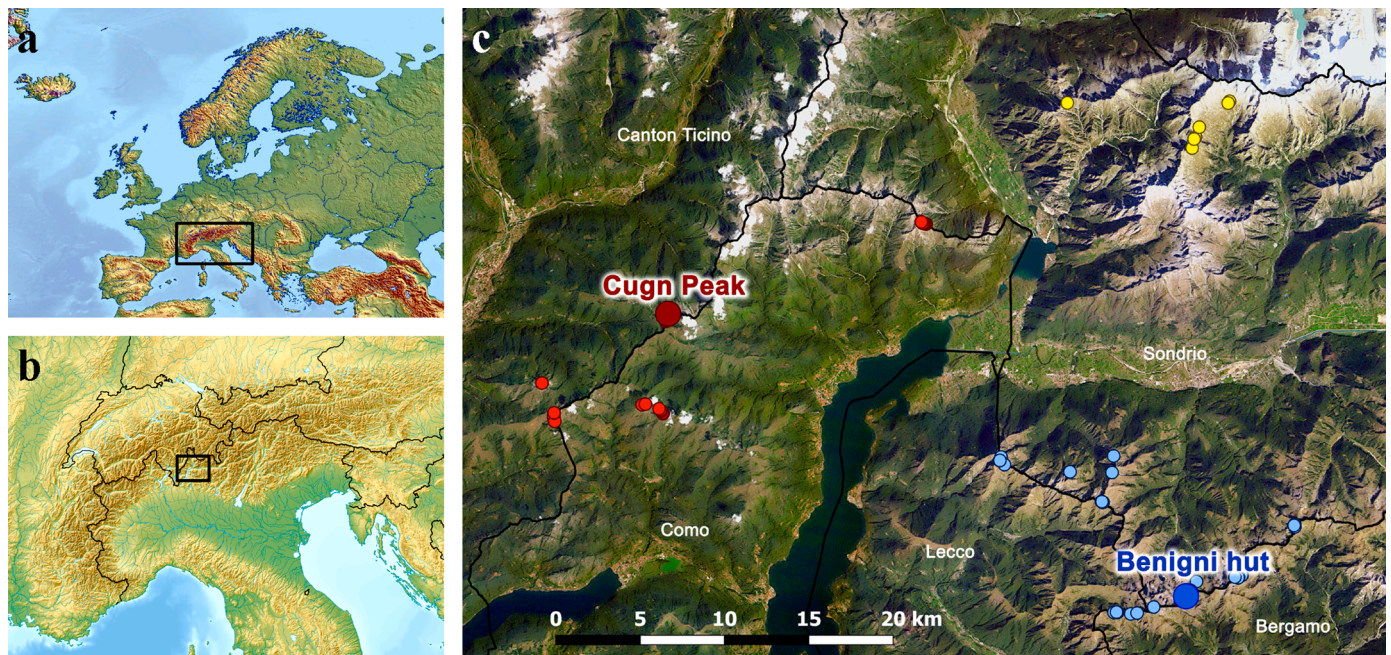 a
b
c
Canton Ticino
Cugn Peak
Sondrio
Como
Lecco
Benigni hut
Bergamo
0 5 10 15 20 km